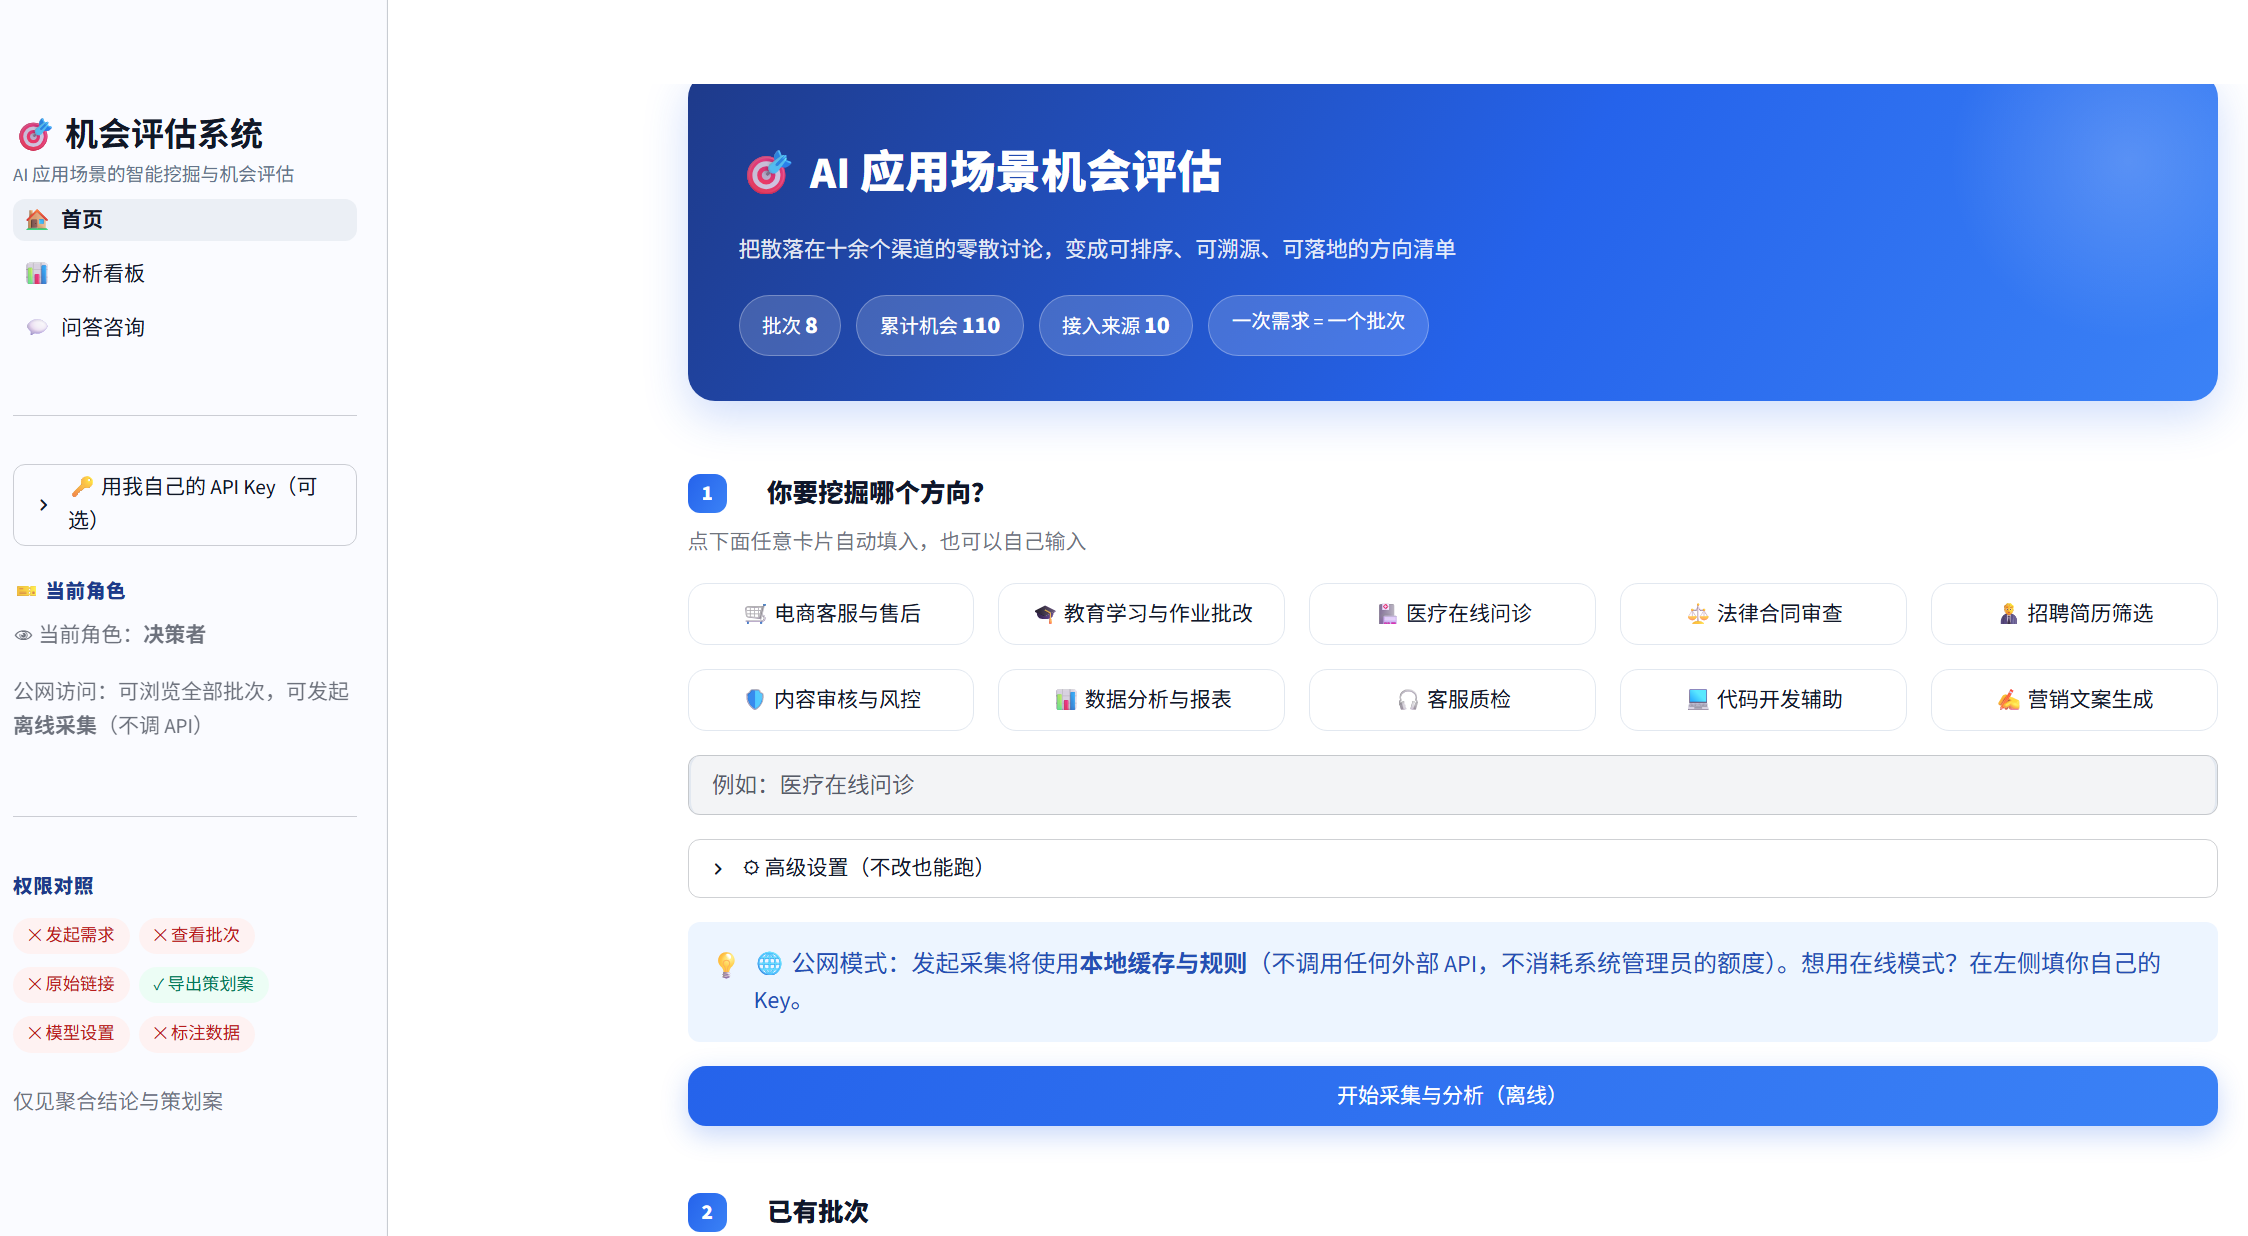 机会评估系统
AI 应用场景的智能挖掘与机会评估
首页
分析看板
问答咨询
用我自己的 API Key（可
选）
当前角色
当前角色：决策者
公网访问：可浏览全部批次，可发起
离线采集（不调 API）
权限对照
✕ 发起需求
✕ 查看批次
✕ 原始链接
✓ 导出策划案
✕ 模型设置
✕ 标注数据
仅见聚合结论与策划案
AI 应用场景机会评估
把散落在十余个渠道的零散讨论，变成可排序、可溯源、可落地的方向清单
批次 8
累计机会 110
接入来源 10
一次需求 = 一个批次
1
你要挖掘哪个方向？
点下面任意卡片自动填入，也可以自己输入
电商客服与售后
教育学习与作业批改
医疗在线问诊
法律合同审查
招聘简历筛选
内容审核与风控
数据分析与报表
客服质检
代码开发辅助
营销文案生成
例如：医疗在线问诊
高级设置（不改也能跑）
公网模式：发起采集将使用本地缓存与规则（不调用任何外部 API，不消耗系统管理员的额度）。想用在线模式？在左侧填你自己的
Key。
开始采集与分析（离线）
2
已有批次